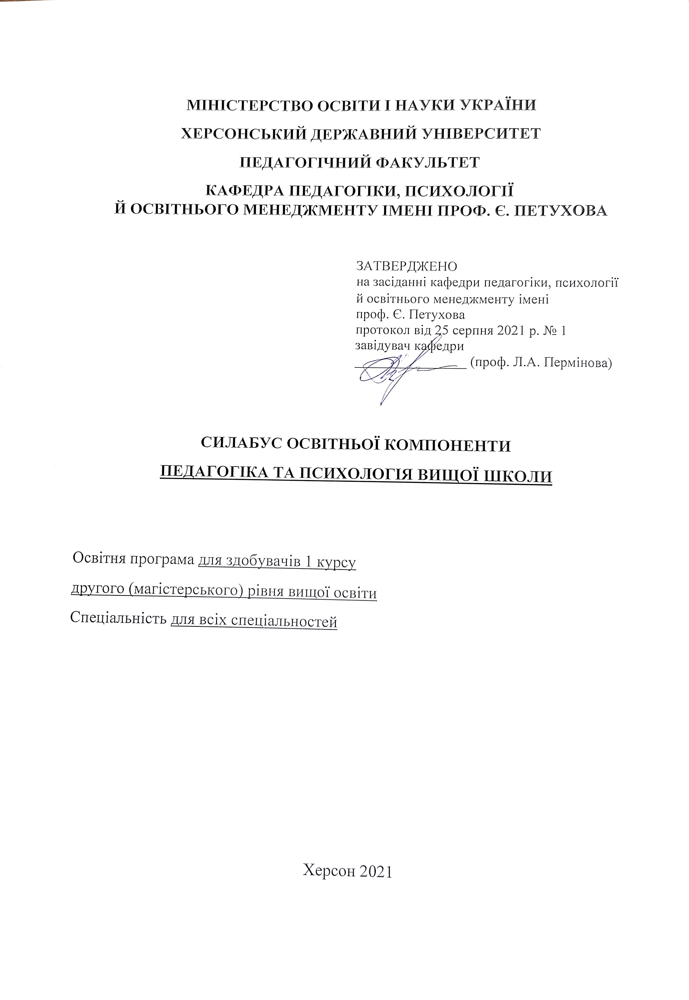 МІНІСТЕРСТВО ОСВІТИ І НАУКИ УКРАЇНИ
ХЕРСОНСЬКИЙ ДЕРЖАВНИЙ УНІВЕРСИТЕТ
ПЕДАГОГІЧНИЙ ФАКУЛЬТЕТ
КАФЕДРА ПЕДАГОГІКИ, ПСИХОЛОГІЇ
Й ОСВІТНЬОГО МЕНЕДЖМЕНТУ ІМЕНІ ПРОФ. Є. ПЕТУХОВА
ЗАТВЕРДЖЕНО
на засіданні кафедри педагогіки, психології
й освітнього менеджменту імені
проф. Є. Петухова
протокол від 25 серпня 2021 р. № 1
завідувач кафедри
(проф. Л.А. Пермінова)
СИЛАБУС ОСВІТНЬОЇ КОМПОНЕНТИ
ПЕДАГОГІКА ТА ПСИХОЛОГІЯ ВИЩОЇ ШКОЛИ
Освітня програма для здобувачів 1 курсу
другого (магістерського) рівня вищої освіти
Спеціальність для всіх спеціальностей
Херсон 2021